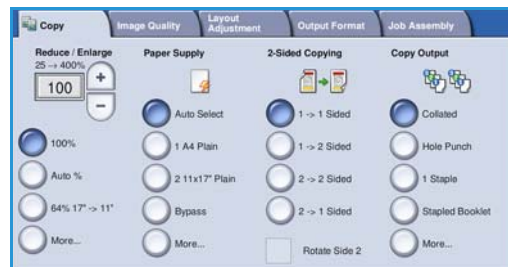 Copy
Image Quality
Layout
Adjustment
Output Format
Job Assembly
Reduce / Enlarge
25 → 400%
100
+
−
100%
Auto %
64% 17" -> 11"
More...
Paper Supply
Auto Select
1 A4 Plain
2 11x17" Plain
Bypass
More...
2-Sided Copying
1 -> 1 Sided
1 -> 2 Sided
2 -> 2 Sided
2 -> 1 Sided
Rotate Side 2
Copy Output
Collated
Hole Punch
1 Staple
Stapled Booklet
More...